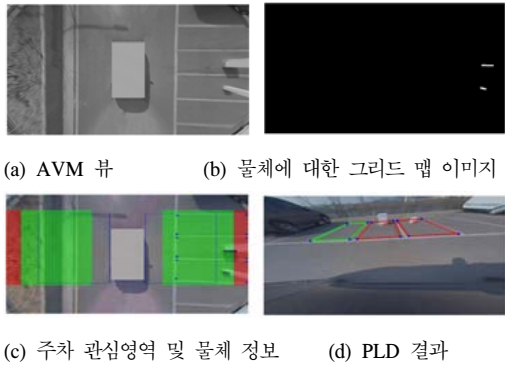 (a) AVM 뷰
(b) 물체에 대한 그리드 맵 이미지
(c) 주차 관심영역 및 물체 정보
(d) PLD 결과